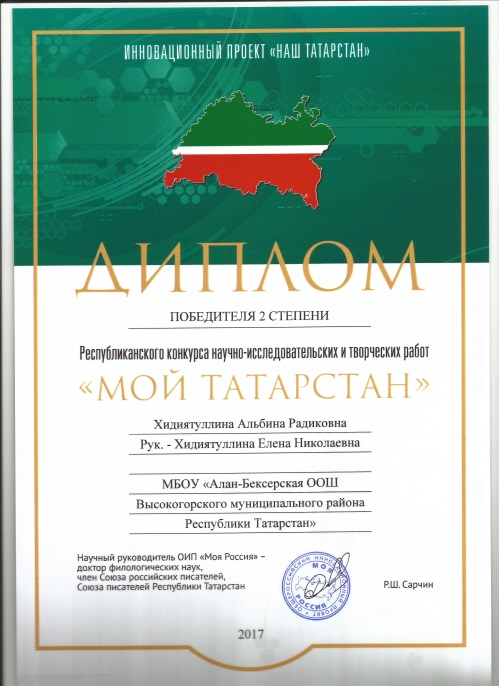 ИННОВАЦИОННЫЙ ПРОЕКТ «НАШ ТАТАРСТАН»
ДИПЛОМ
ПОБЕДИТЕЛЯ 2 СТЕПЕНИ
Республиканского конкурса научно-исследовательских и творческих работ
«МОЙ ТАТАРСТАН»
Хидиятуллина Альбина Радиковна
Рук. - Хидиятуллина Елена Николаевна
МБОУ «Алан-Бексерская ООШ
Высокогорского муниципального района
Республики Татарстан»
Научный руководитель ОИП «Моя Россия» –
доктор филологических наук,
член Союза российских писателей,
Союза писателей Республики Татарстан
МОЯ
РОССИЯ
Р.Ш. Сарчин
2017